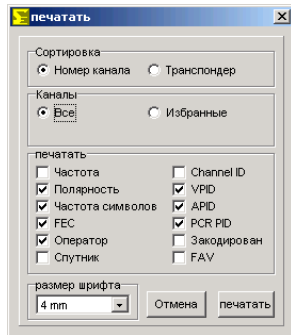 печатать
Сортировка
Номер канала Транспондер
Каналы
Все Избранные
печатать
Частота Channel ID
Полярность VPID
Частота символов APID
FEC PCR PID
Оператор Закодирован
Спутник FAV
размер шрифта
4 mm Отмена печатать